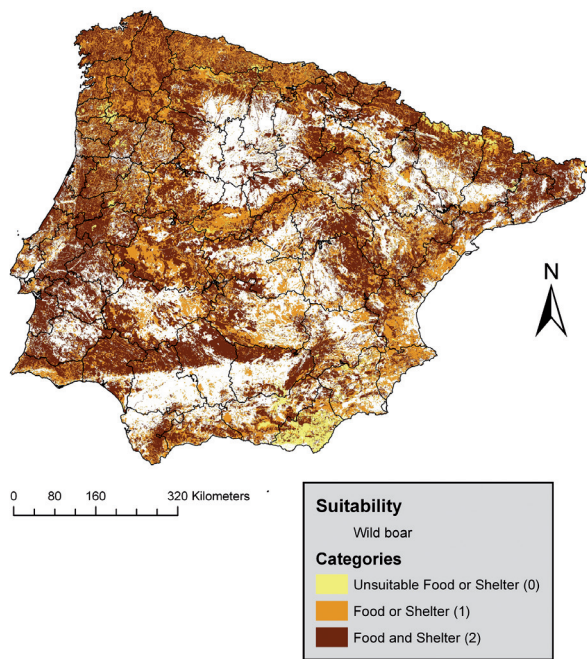 N
0 80 160 320 Kilometers
Suitability
Wild boar
Categories
Unsuitable Food or Shelter (0)
Food or Shelter (1)
Food and Shelter (2)